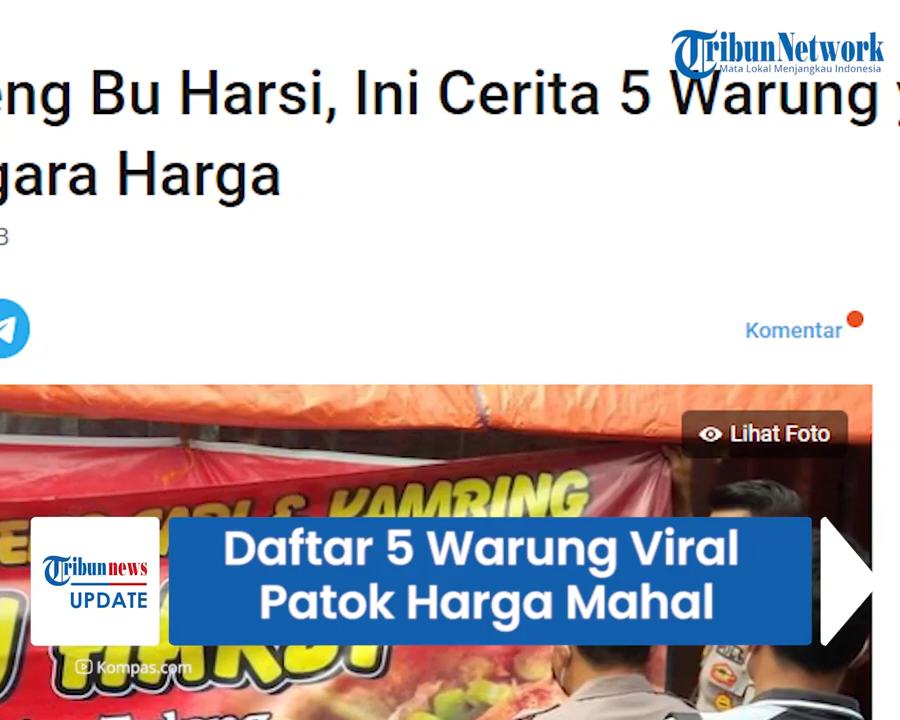 TribunNetwork
Mata Lokal Menjangkau Indonesia
eng Bu Harsi, Ini Cerita 5 Warung
gara Harga
Komentar
Lihat Foto
& KAMBING
Tribunnews
UPDATE
Daftar 5 Warung Viral
Patok Harga Mahal
Kompas.com